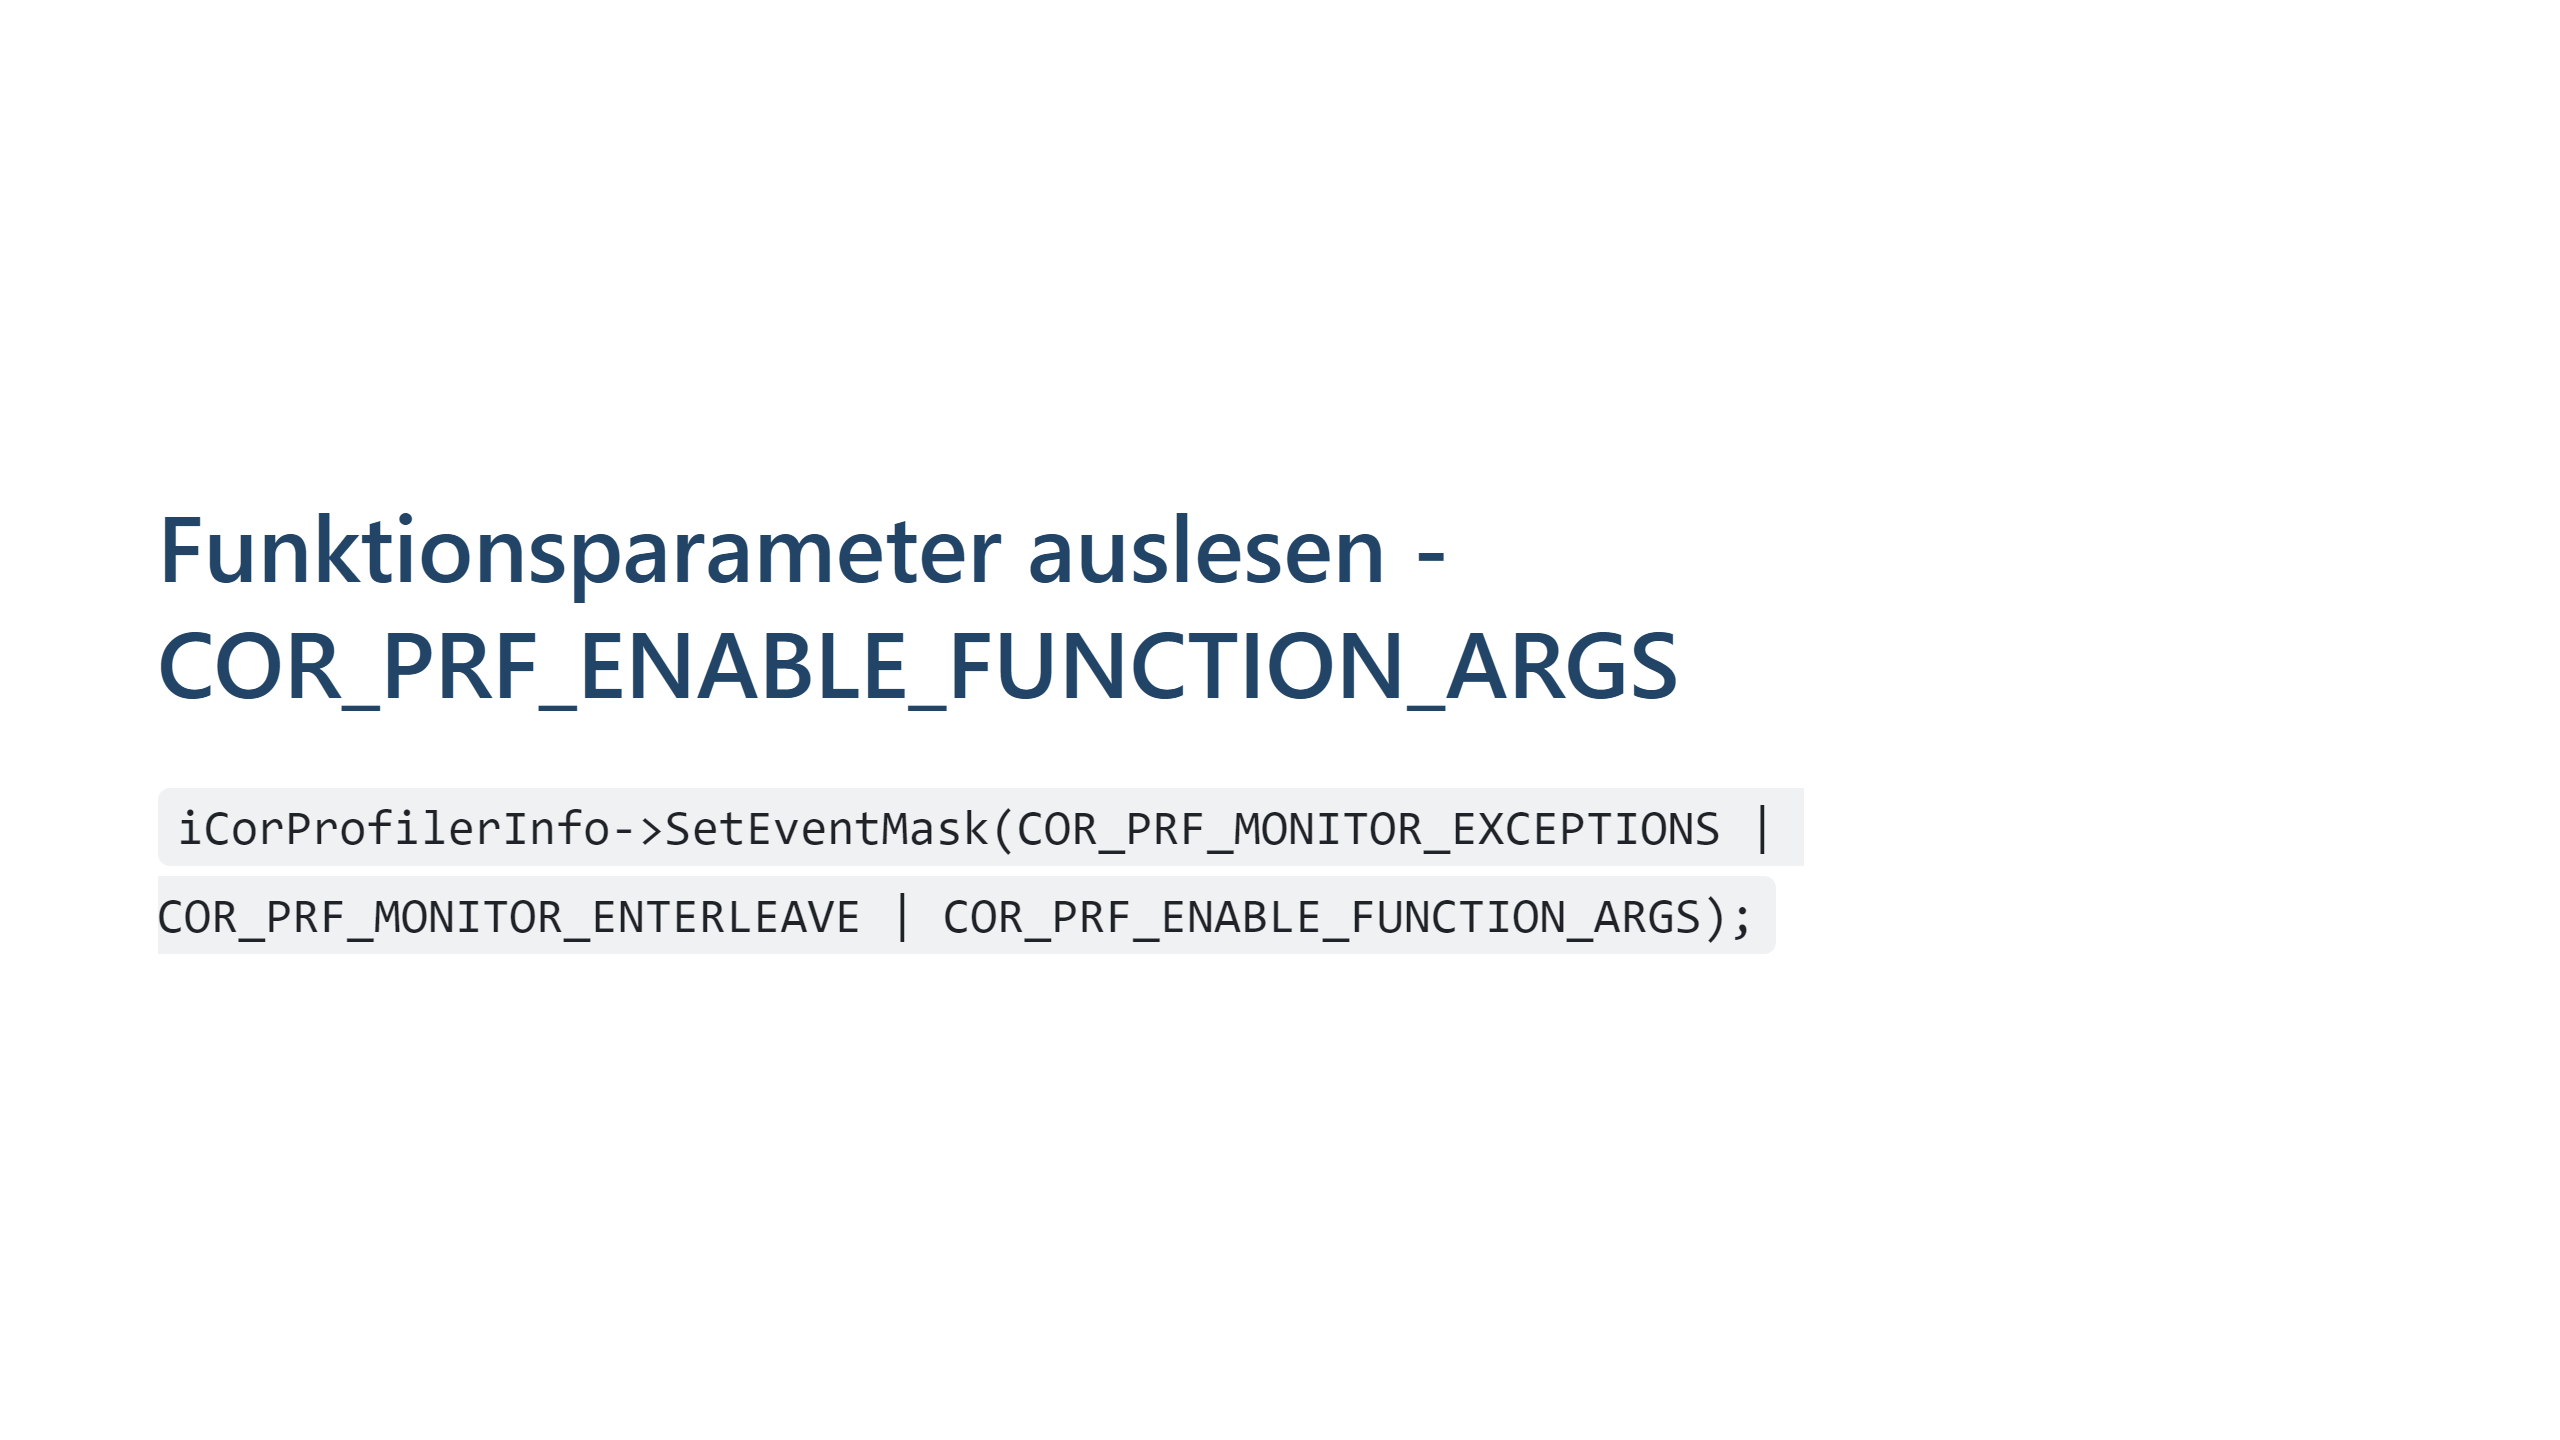 Funktionsparameter auslesen -
COR_PRF_ENABLE_FUNCTION_ARGS
iCorProfilerInfo->SetEventMask(COR_PRF_MONITOR_EXCEPTIONS |
COR_PRF_MONITOR_ENTERLEAVE | COR_PRF_ENABLE_FUNCTION_ARGS);